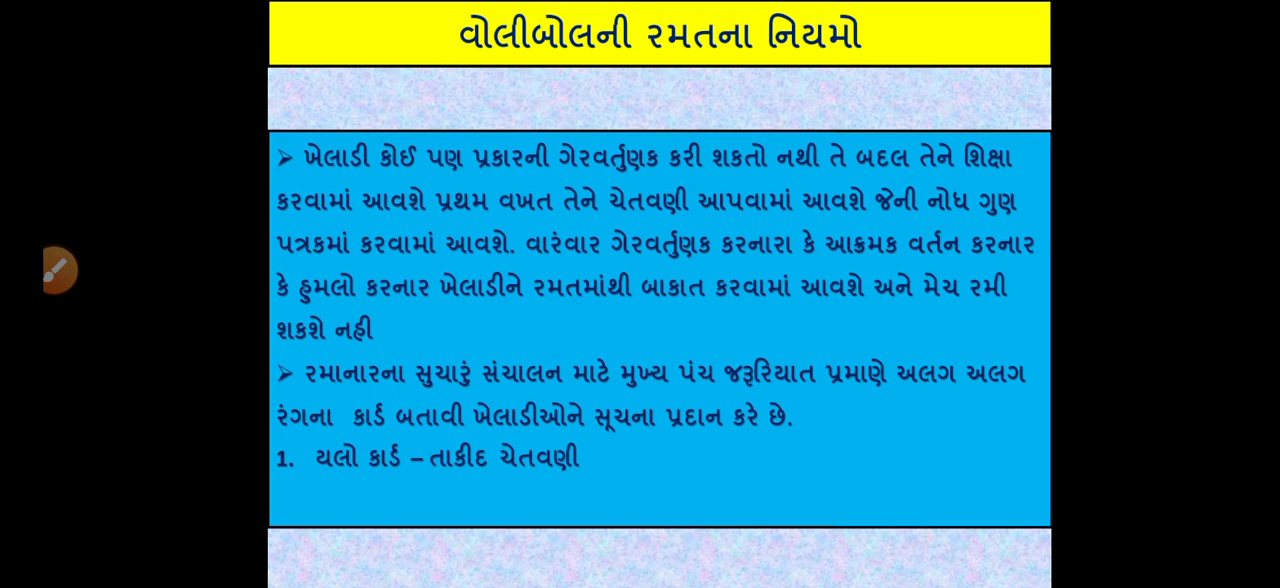 વોલીબોલની રમતના નિયમો
➢ ખેલાડી કોઈ પણ પ્રકારની ગેરવર્તુણક કરી શકતો નથી તે બદલ તેને શિક્ષા
કરવામાં આવશે પ્રથમ વખત તેને ચેતવણી આપવામાં આવશે જેની નોધ ગુણ
પત્રકમાં કરવામાં આવશે. વારંવાર ગેરવર્તુણક કરનારા કે આક્રમક વર્તન કરનાર
કે હુમલો કરનાર ખેલાડીને રમતમાંથી બાકાત કરવામાં આવશે અને મેચ રમી
શકશે નહી
➢ રમાનારના સુચારું સંચાલન માટે મુખ્ય પંચ જરૂરિયાત પ્રમાણે અલગ અલગ
રંગના કાર્ડ બતાવી ખેલાડીઓને સૂચના પ્રદાન કરે છે.
1. યલો કાર્ડ – તાકીદ ચેતવણી